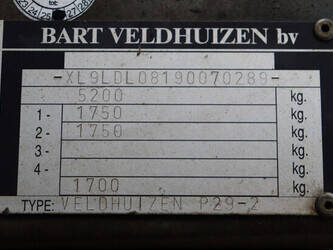 BART VELDHUIZEN bv
-XL9LDL08190070289-
5200 kg.
1- 1750 kg.
2- 1750 kg.
3- kg.
4- kg.
1700 kg.
TYPE: VELDHUIZEN P29-2